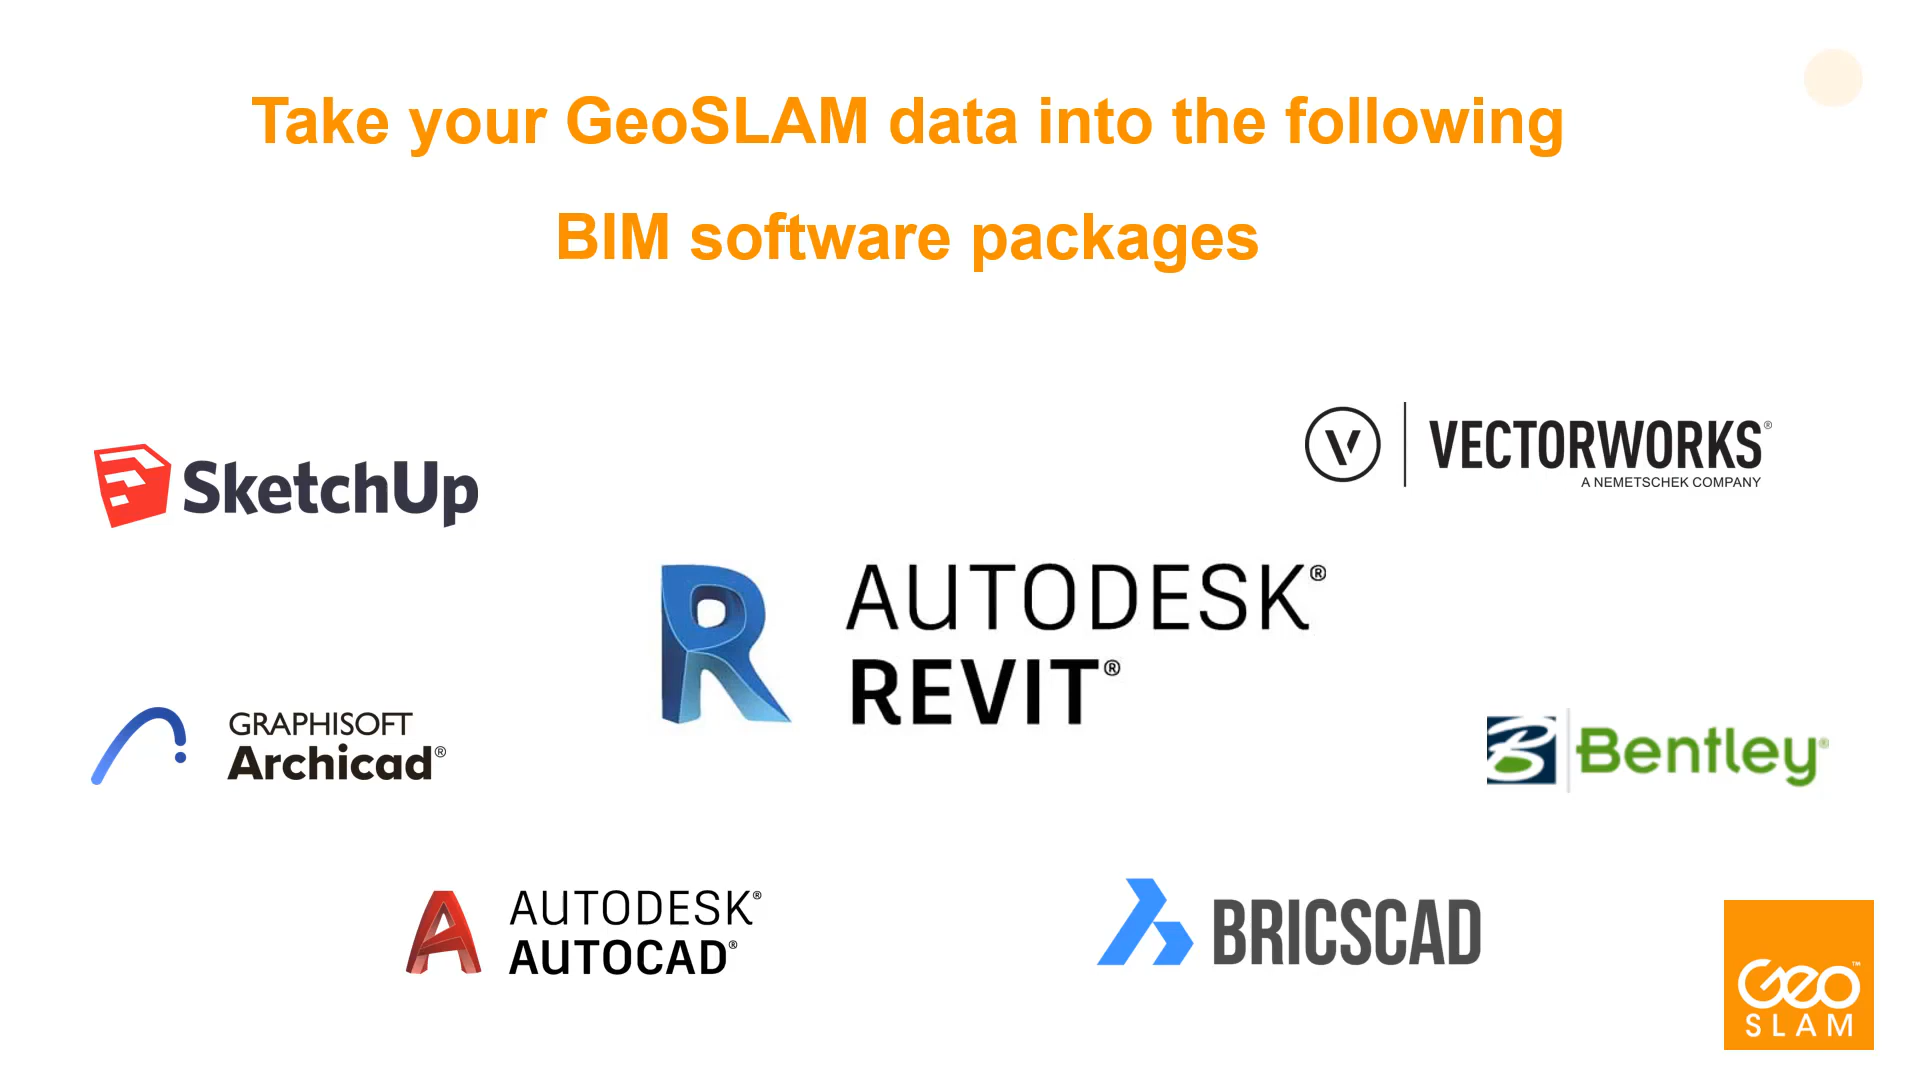 Take your GeoSLAM data into the following
BIM software packages
SketchUp
VECTORWORKS®
A NEMETSCHEK COMPANY
AUTODESK®
REVIT®
GRAPHISOFT
Archicad®
B Bentley®
AUTODESK®
AUTOCAD®
BRICSCAD
Geo™
SLAM